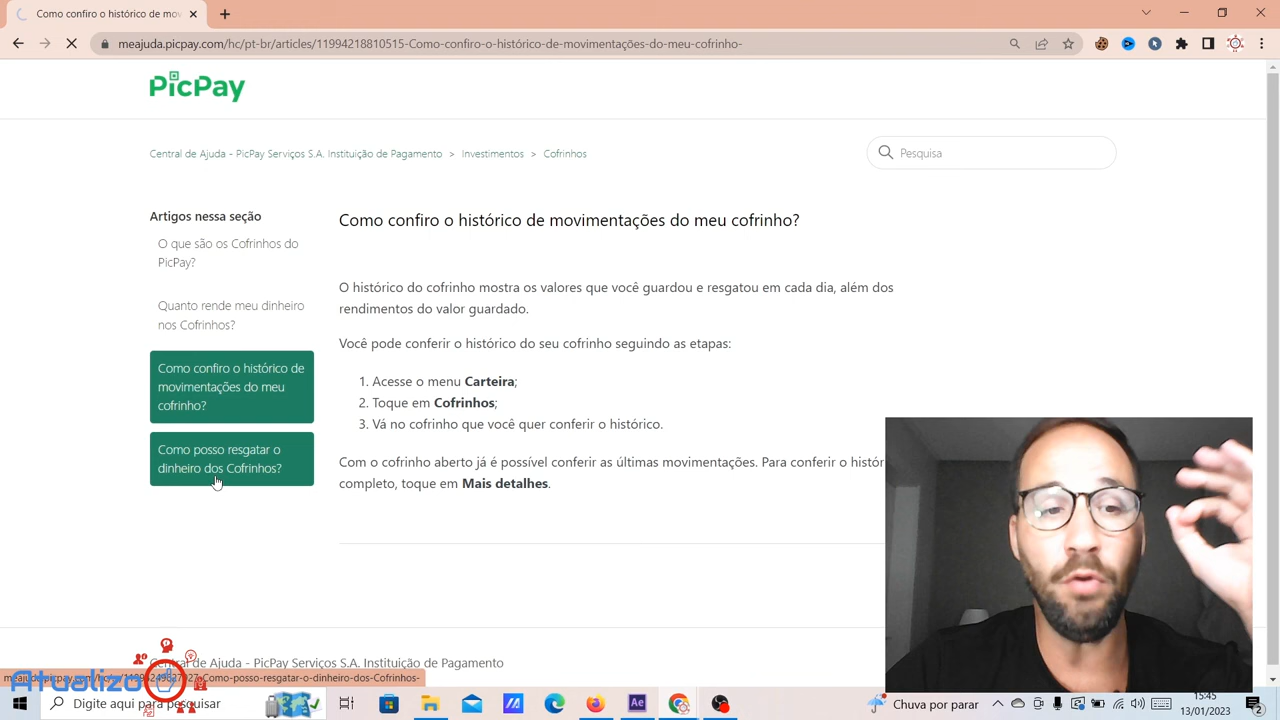 Como confiro o histórico de mov
meajuda.picpay.com/hc/pt-br/articles/11994218810515-Como-confiro-o-histórico-de-movimentações-do-meu-cofrinho-
PicPay
Central de Ajuda - PicPay Serviços S.A. Instituição de Pagamento > Investimentos > Cofrinhos
Pesquisa
Artigos nessa seção
O que são os Cofrinhos do
PicPay?
Quanto rende meu dinheiro
nos Cofrinhos?
Como confiro o histórico de
movimentações do meu
cofrinho?
Como posso resgatar o
dinheiro dos Cofrinhos?
Como confiro o histórico de movimentações do meu cofrinho?
O histórico do cofrinho mostra os valores que você guardou e resgatou em cada dia, além dos
rendimentos do valor guardado.
Você pode conferir o histórico do seu cofrinho seguindo as etapas:
1. Acesse o menu Carteira;
2. Toque em Cofrinhos;
3. Vá no cofrinho que você quer conferir o histórico.
Com o cofrinho aberto já é possível conferir as últimas movimentações. Para conferir o histór
completo, toque em Mais detalhes.
Central de Ajuda - PicPay Serviços S.A. Instituição de Pagamento
Como-posso-resgatar-o-dinheiro-dos-Cofrinhos-
Atualizo
Digite aqui para pesquisar
Ae
Chuva por parar
15:45
13/01/2023
2